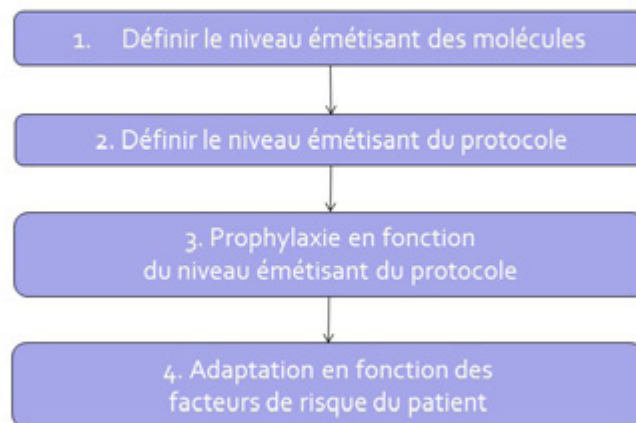 1. Définir le niveau émétisant des molécules
2. Définir le niveau émétisant du protocole
3. Prophylaxie en fonction
du niveau émétisant du protocole
4. Adaptation en fonction des
facteurs de risque du patient